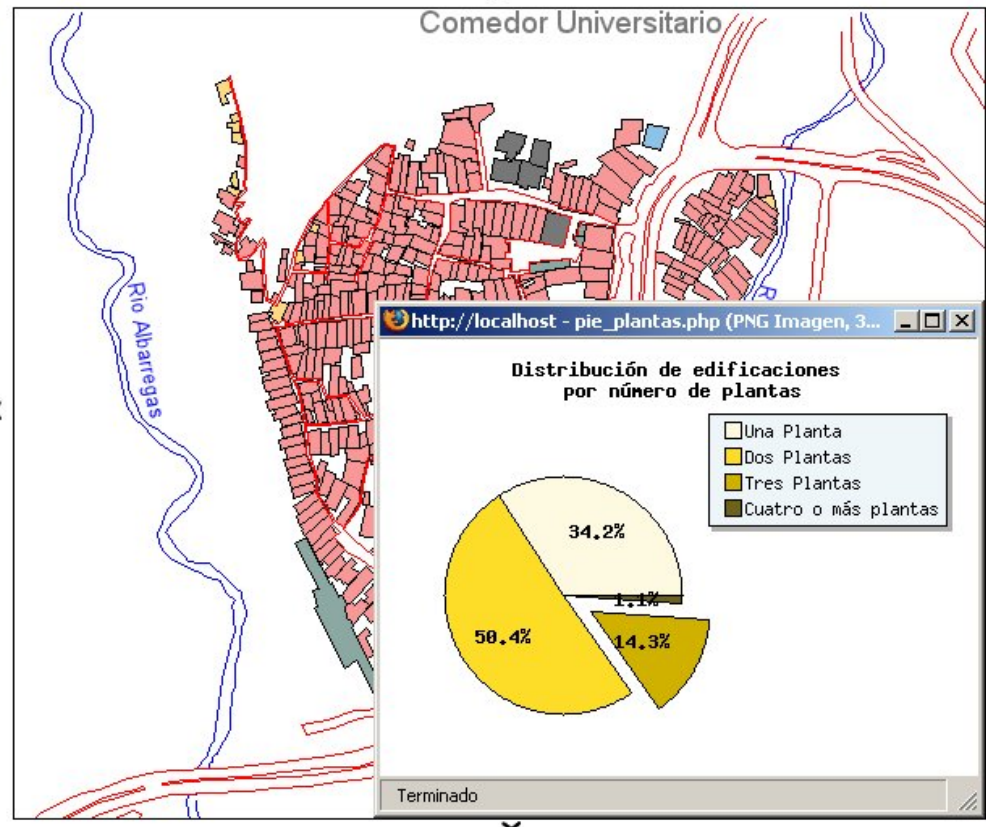 Comedor Universitario
Rio Albarregas
R
http://localhost - pie_plantas.php (PNG Imagen, 3...
Distribución de edificaciones
por número de plantas
Una Planta
Dos Plantas
Tres Plantas
Cuatro o más plantas
34.2%
1.1%
50.4%
14.3%
Terminado